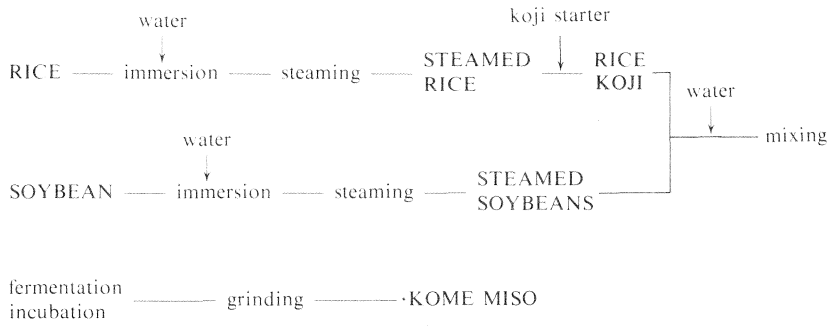 koji starter
water
RICE immersion steaming STEAMED RICE RICE KOJI
water
mixing
water
SOYBEAN immersion steaming STEAMED SOYBEANS
fermentation incubation grinding KOME MISO